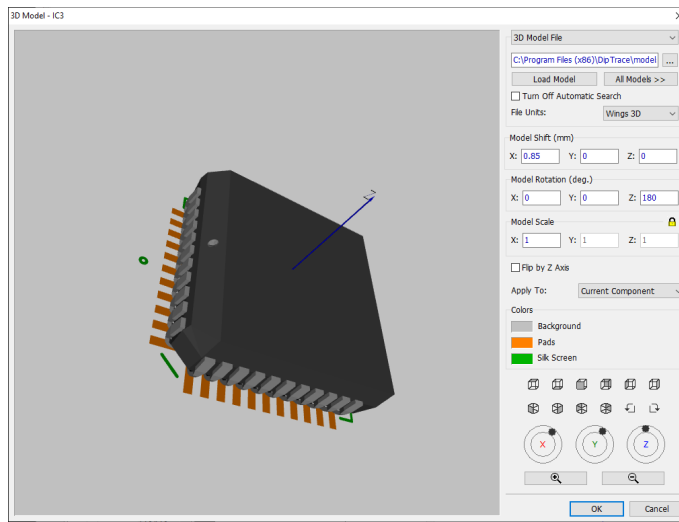 3D Model - IC3
3D Model File
C:\Program Files (x86)\DipTrace\model ...
Load Model All Models >>
Turn Off Automatic Search
File Units: Wings 3D
Model Shift (mm)
X: 0.85 Y: 0 Z: 0
Model Rotation (deg.)
X: 0 Y: 0 Z: 180
Model Scale
X: 1 Y: 1 Z: 1
Flip by Z Axis
Apply To: Current Component
Colors
Background
Pads
Silk Screen
X Y Z
OK Cancel